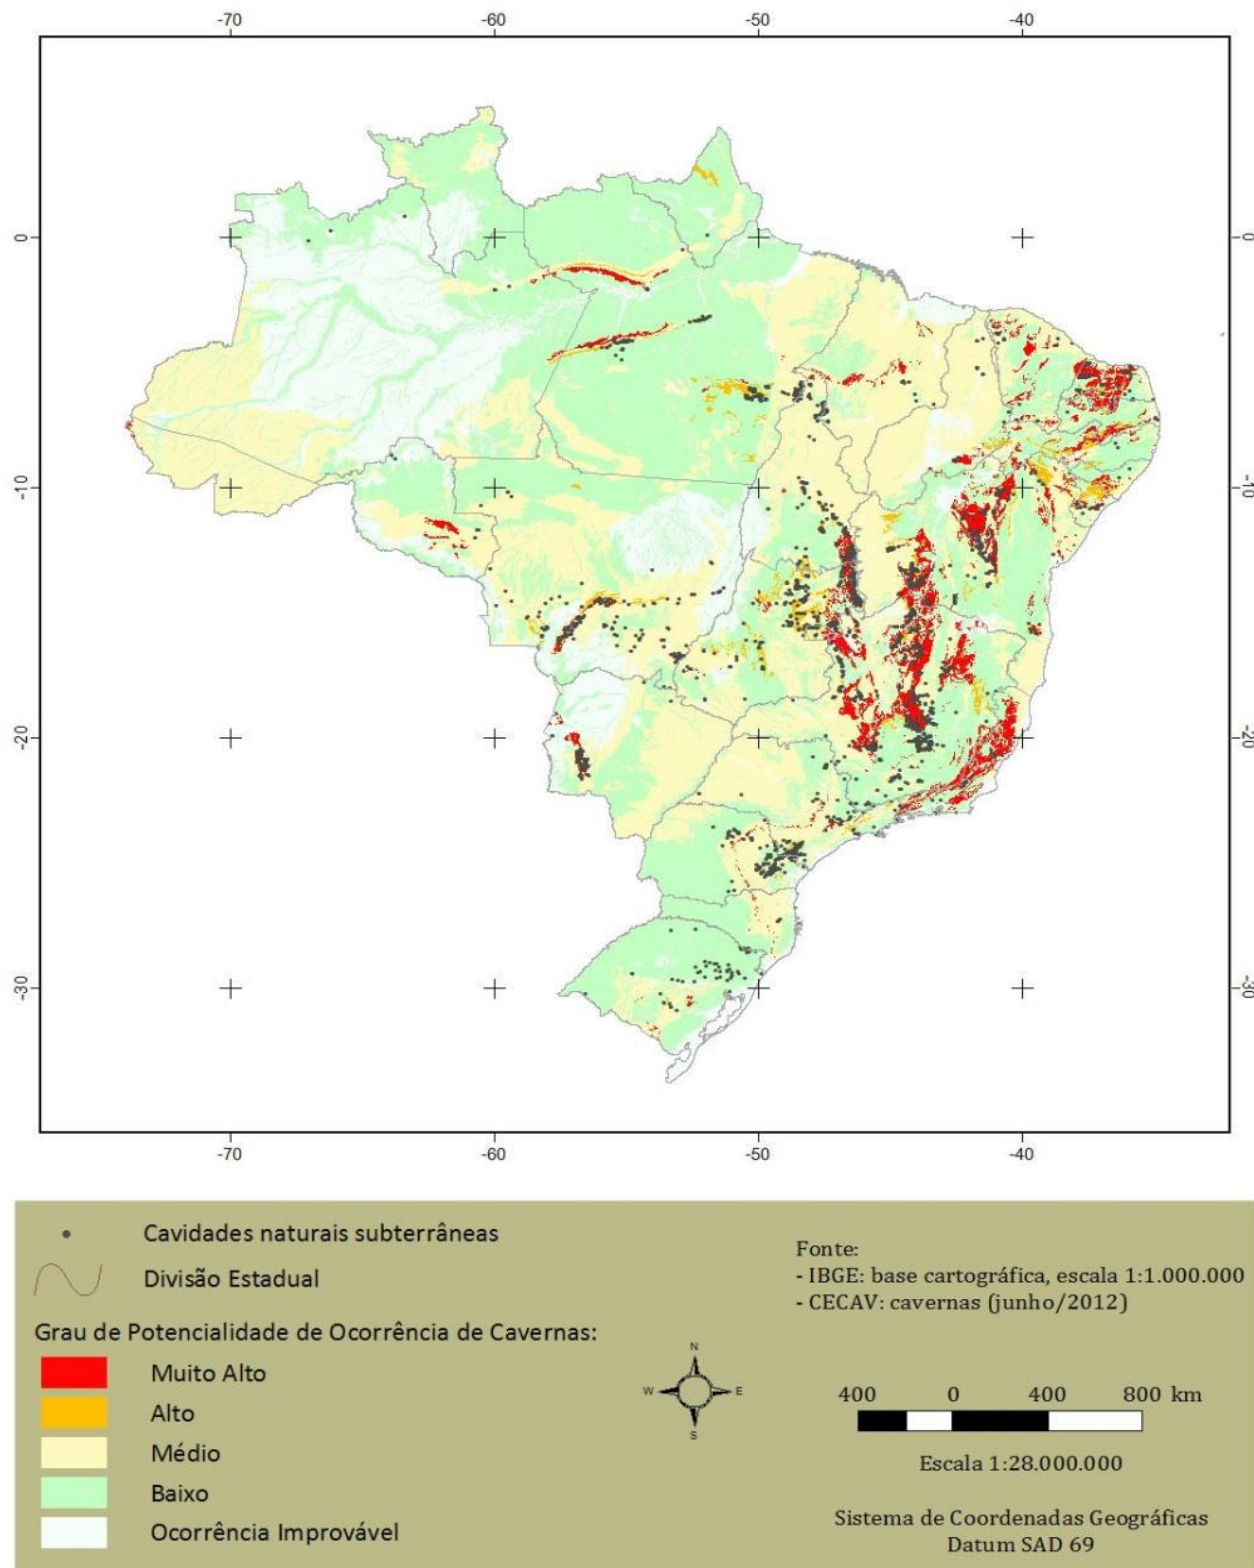 -70 -60 -50 -40
0 0
-10 -10
-20 -20
-30 -30
-70 -60 -50 -40
Cavidades naturais subterrâneas
Divisão Estadual
Grau de Potencialidade de Ocorrência de Cavernas:
Muito Alto
Alto
Médio
Baixo
Ocorrência Improvável
Fonte:
- IBGE: base cartográfica, escala 1:1.000.000
- CECAV: cavernas (junho/2012)
N
W E
S
400 0 400 800 km
Escala 1:28.000.000
Sistema de Coordenadas Geográficas
Datum SAD 69